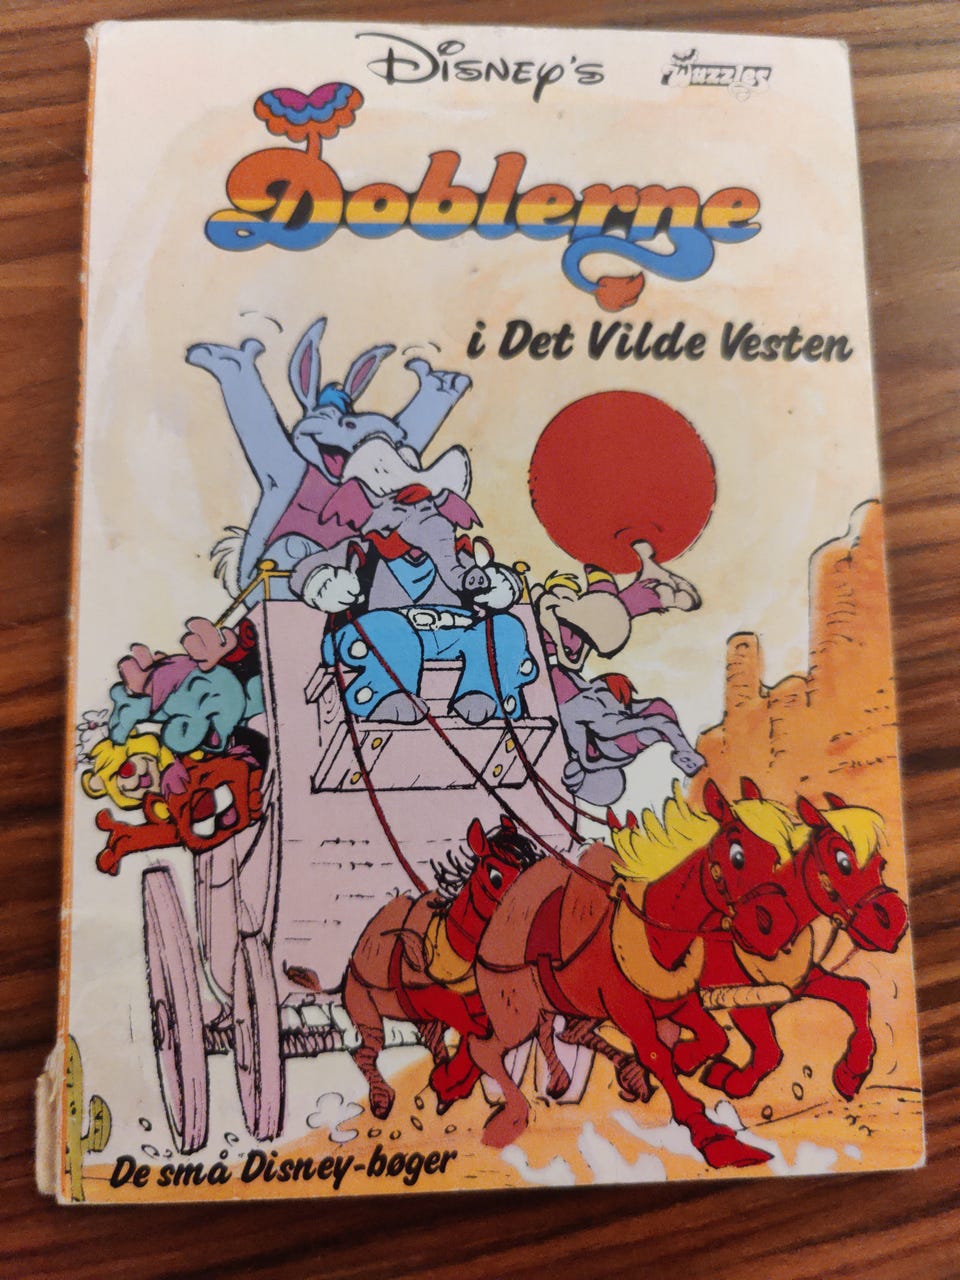 Disney's
Wuzzles
Doblerne
i Det Vilde Vesten
De små Disney-bøger